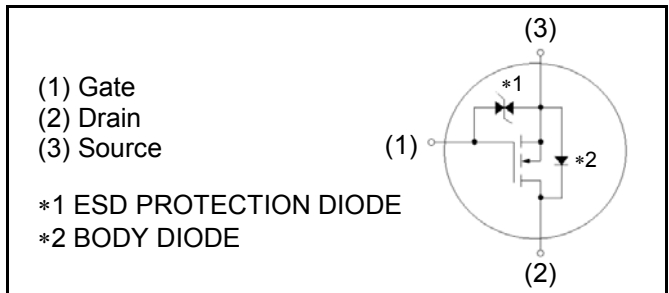 (1) Gate
(2) Drain
(3) Source
∗1 ESD PROTECTION DIODE
∗2 BODY DIODE
(3)
∗1
(1)
∗2
(2)